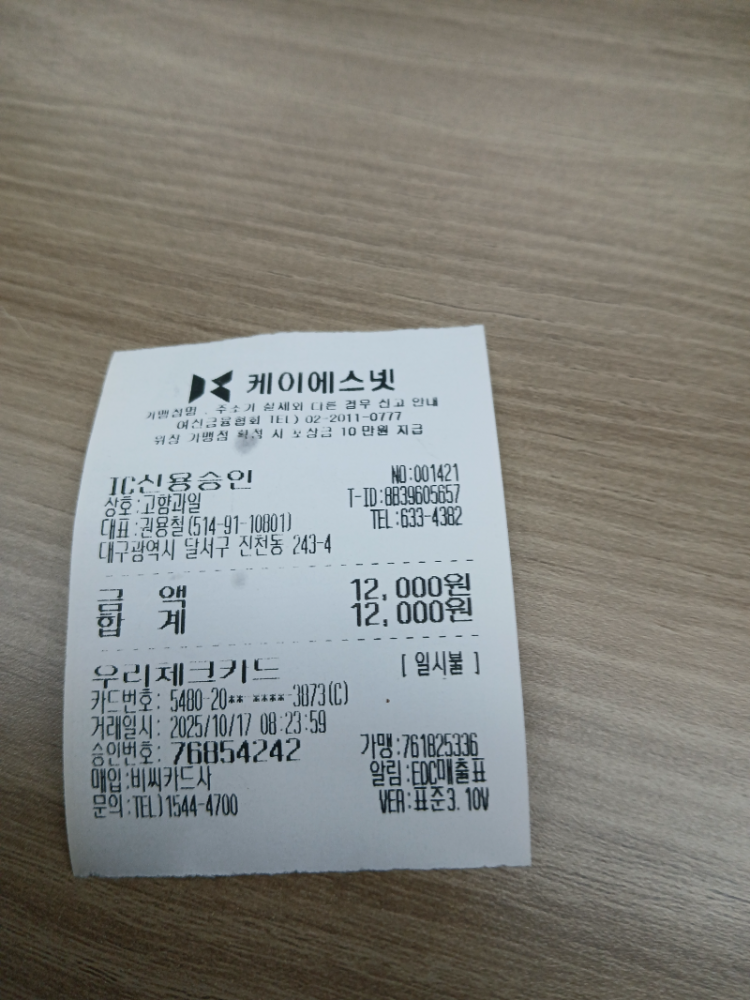 케이에스넷
가맹점명, 주소가 실제와 다른 경우 신고 안내
여신금융협회 TEL) 02-2011-0777
위장 가맹점 확정 시 포상금 10만원 지급
IC신용승인 NO:001421
상호:고향과일 T-ID:8B39605657
대표:권용칠(514-91-10801) TEL:633-4382
대구광역시 달서구 진천동 243-4
금 액 12,000원
합 계 12,000원
우리체크카드 [ 일시불 ]
카드번호: 5480-20**-****-3873(C)
거래일시: 2025/10/17 08:23:59
승인번호: 76854242 가맹:761825336
매입:비씨카드사 알림:EDC매출표
문의:TEL)1544-4700 VER:표준3.10V